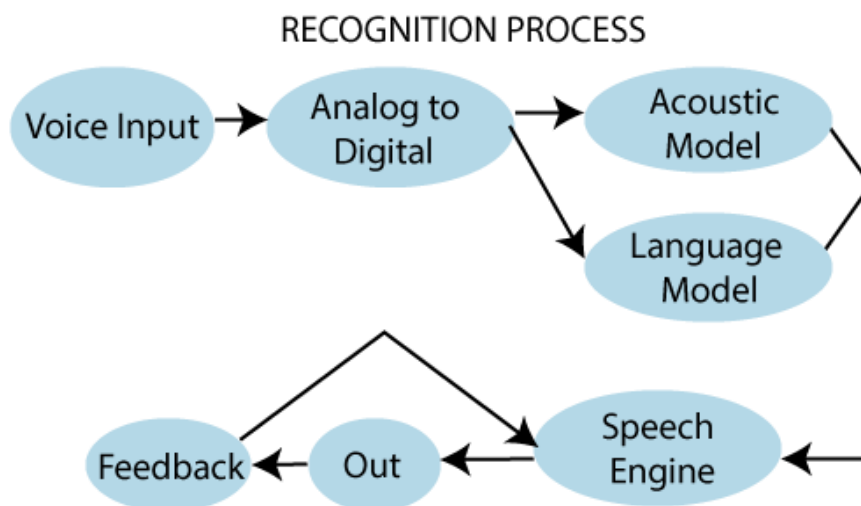 RECOGNITION PROCESS
Voice Input
Analog to
Digital
Acoustic
Model
Language
Model
Feedback
Out
Speech
Engine